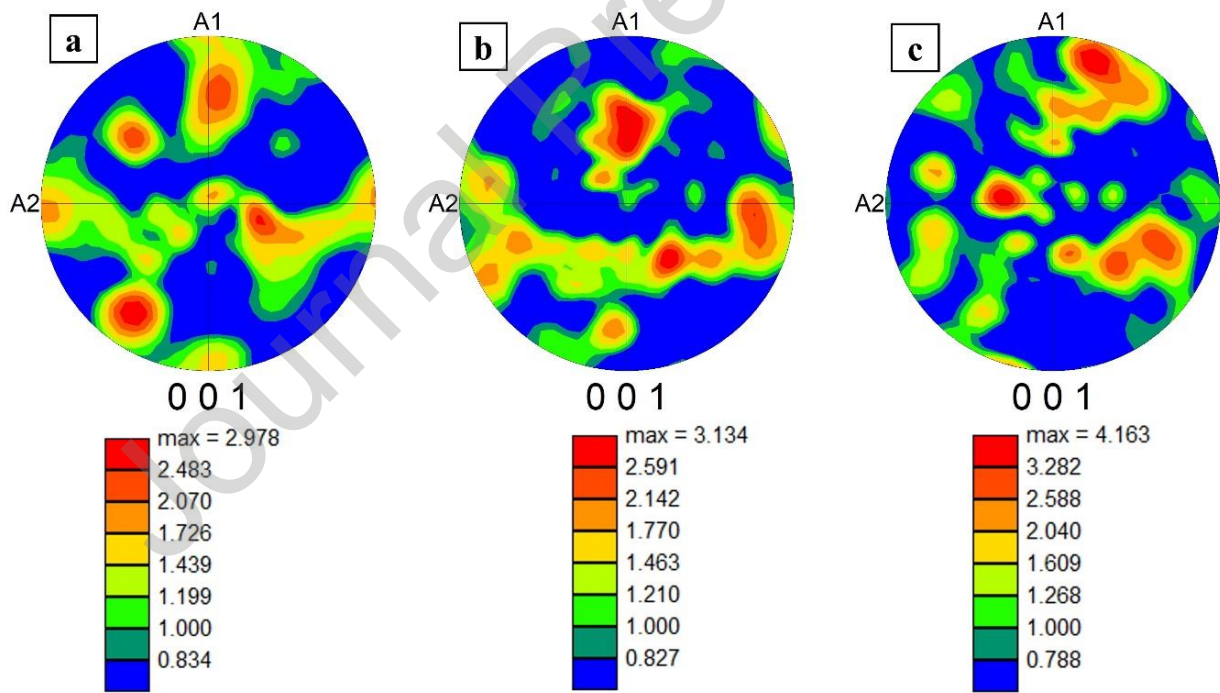 a
A1
A2
0 0 1
max = 2.978
2.483
2.070
1.726
1.439
1.199
1.000
0.834
b
A1
A2
0 0 1
max = 3.134
2.591
2.142
1.770
1.463
1.210
1.000
0.827
c
A1
A2
0 0 1
max = 4.163
3.282
2.588
2.040
1.609
1.268
1.000
0.788
Journal Pre